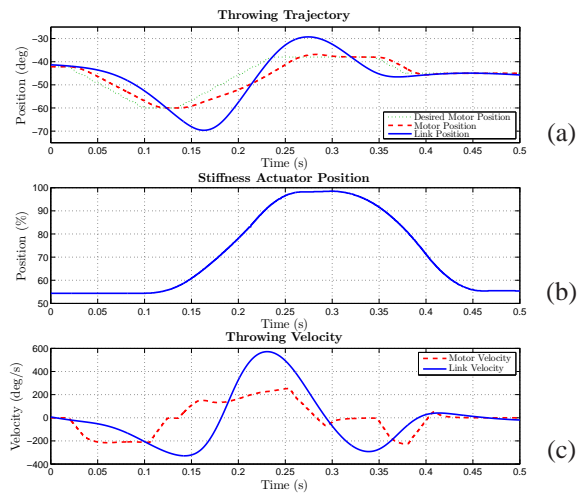 Throwing Trajectory
Position (deg)
−30
−40
−50
−60
−70
Desired Motor Position
Motor Position
Link Position
0 0.05 0.1 0.15 0.2 0.25 0.3 0.35 0.4 0.45 0.5
Time (s)
(a)
Stiffness Actuator Position
Position (%)
100
90
80
70
60
50
0 0.05 0.1 0.15 0.2 0.25 0.3 0.35 0.4 0.45 0.5
Time (s)
(b)
Throwing Velocity
Velocity (deg/s)
600
400
200
0
−200
−400
Motor Velocity
Link Velocity
0 0.05 0.1 0.15 0.2 0.25 0.3 0.35 0.4 0.45 0.5
Time (s)
(c)